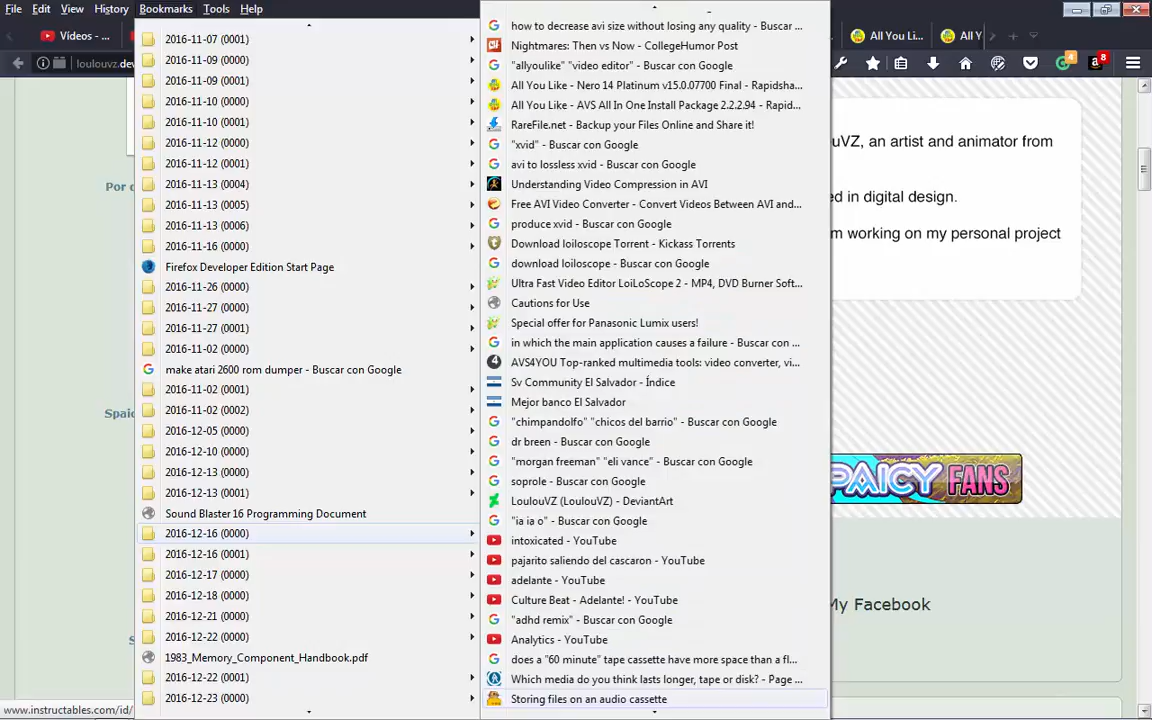 File Edit View History Bookmarks Tools Help
Vídeos - ...
All You Li...
All Y
loulouvz.dev
4
8
2016-11-07 (0001)
2016-11-09 (0000)
2016-11-09 (0001)
2016-11-10 (0000)
2016-11-10 (0001)
2016-11-12 (0000)
2016-11-12 (0001)
2016-11-13 (0004)
2016-11-13 (0005)
2016-11-13 (0006)
2016-11-16 (0000)
Firefox Developer Edition Start Page
2016-11-26 (0000)
2016-11-27 (0000)
2016-11-27 (0001)
2016-11-02 (0000)
make atari 2600 rom dumper - Buscar con Google
2016-11-02 (0001)
2016-11-02 (0002)
2016-12-05 (0000)
2016-12-10 (0000)
2016-12-13 (0000)
2016-12-13 (0001)
Sound Blaster 16 Programming Document
2016-12-16 (0000)
2016-12-16 (0001)
2016-12-17 (0000)
2016-12-18 (0000)
2016-12-21 (0000)
2016-12-22 (0000)
1983_Memory_Component_Handbook.pdf
2016-12-22 (0001)
2016-12-23 (0000)
how to decrease avi size without losing any quality - Buscar ...
Nightmares: Then vs Now - CollegeHumor Post
"allyoulike" "video editor" - Buscar con Google
All You Like - Nero 14 Platinum v15.0.07700 Final - Rapidsha...
All You Like - AVS All In One Install Package 2.2.2.94 - Rapid...
RareFile.net - Backup your Files Online and Share it!
"xvid" - Buscar con Google
avi to lossless xvid - Buscar con Google
Understanding Video Compression in AVI
Free AVI Video Converter - Convert Videos Between AVI and...
produce xvid - Buscar con Google
Download loiloscope Torrent - Kickass Torrents
download loiloscope - Buscar con Google
Ultra Fast Video Editor LoiLoScope 2 - MP4, DVD Burner Soft...
Cautions for Use
Special offer for Panasonic Lumix users!
in which the main application causes a failure - Buscar con ...
AVS4YOU Top-ranked multimedia tools: video converter, vi...
Sv Community El Salvador - Índice
Mejor banco El Salvador
"chimpandolfo" "chicos del barrio" - Buscar con Google
dr breen - Buscar con Google
"morgan freeman" "eli vance" - Buscar con Google
soprole - Buscar con Google
LoulouVZ (LoulouVZ) - DeviantArt
"ia ia o" - Buscar con Google
intoxicated - YouTube
pajarito saliendo del cascaron - YouTube
adelante - YouTube
Culture Beat - Adelante! - YouTube
"adhd remix" - Buscar con Google
Analytics - YouTube
does a "60 minute" tape cassette have more space than a fl...
Which media do you think lasts longer, tape or disk? - Page ...
Storing files on an audio cassette
uVZ, an artist and animator from
ed in digital design.
m working on my personal project
PAICY FANS
My Facebook
Por d
Spaic
S
www.instructables.com/id/